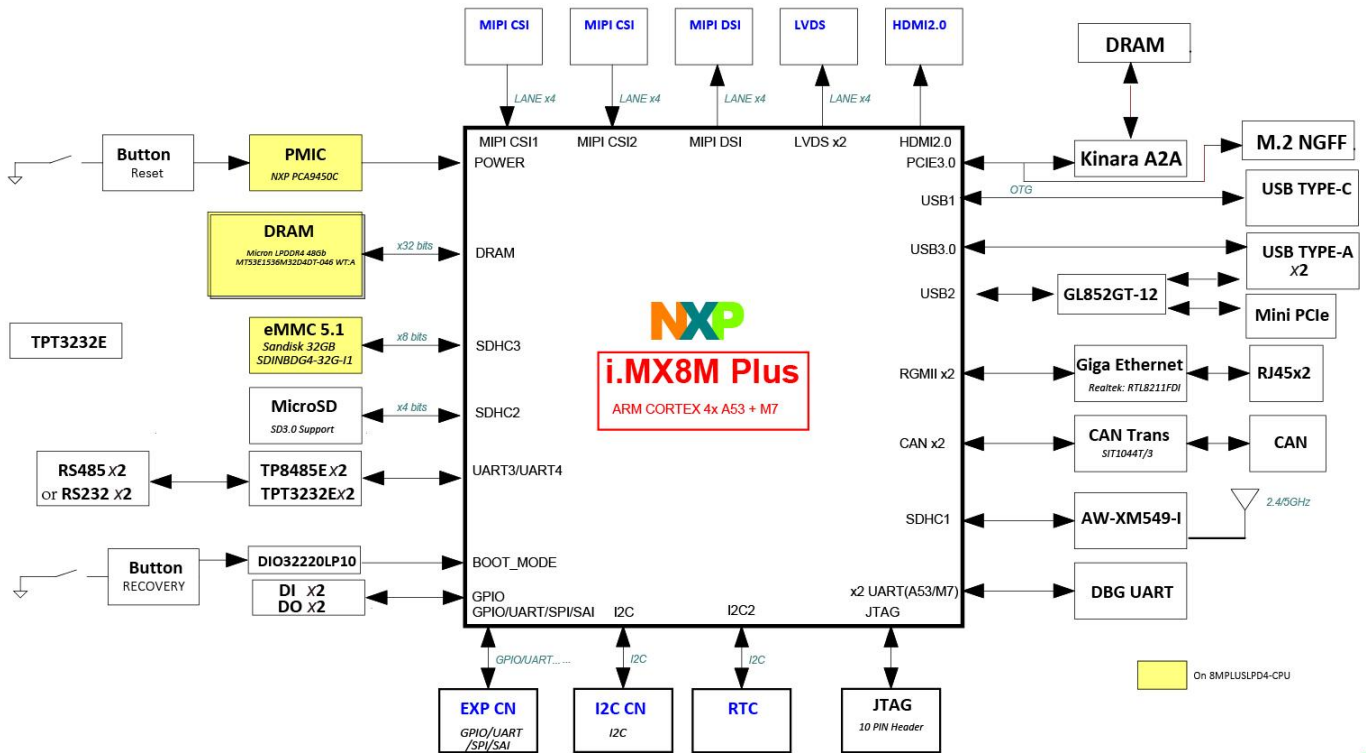 MIPI CSI
MIPI CSI
MIPI DSI
LVDS
HDMI2.0
LANE x4
LANE x4
LANE x4
LANE x4
DRAM
Button
Reset
PMIC
NXP PCA9450C
MIPI CSI1
MIPI CSI2
MIPI DSI
LVDS x2
HDMI2.0
POWER
PCIE3.0
Kinara A2A
M.2 NGFF
USB1
OTG
USB TYPE-C
DRAM
Micron LPDDR4 48Gb
MT53E1536M32D4DT-046 WT:A
x32 bits
DRAM
USB3.0
USB TYPE-A
X2
USB2
GL852GT-12
Mini PCIe
NXP
TPT3232E
eMMC 5.1
Sandisk 32GB
SDINBDG4-32G-I1
x8 bits
SDHC3
i.MX8M Plus
ARM CORTEX 4x A53 + M7
RGMII x2
Giga Ethernet
Realtek: RTL8211FDI
RJ45x2
MicroSD
SD3.0 Support
x4 bits
SDHC2
CAN x2
CAN Trans
SIT1044T/3
CAN
RS485 X2
or RS232 X2
TP8485E X2
TPT3232EX2
UART3/UART4
SDHC1
AW-XM549-I
2.4/5GHz
Button
RECOVERY
DIO32220LP10
BOOT_MODE
DI X2
DO X2
GPIO
GPIO/UART/SPI/SAI
I2C
I2C2
x2 UART(A53/M7)
JTAG
DBG UART
GPIO/UART... ...
I2C
I2C
On 8MPLUSLPD4-CPU
EXP CN
GPIO/UART
/SPI/SAI
I2C CN
I2C
RTC
JTAG
10 PIN Header